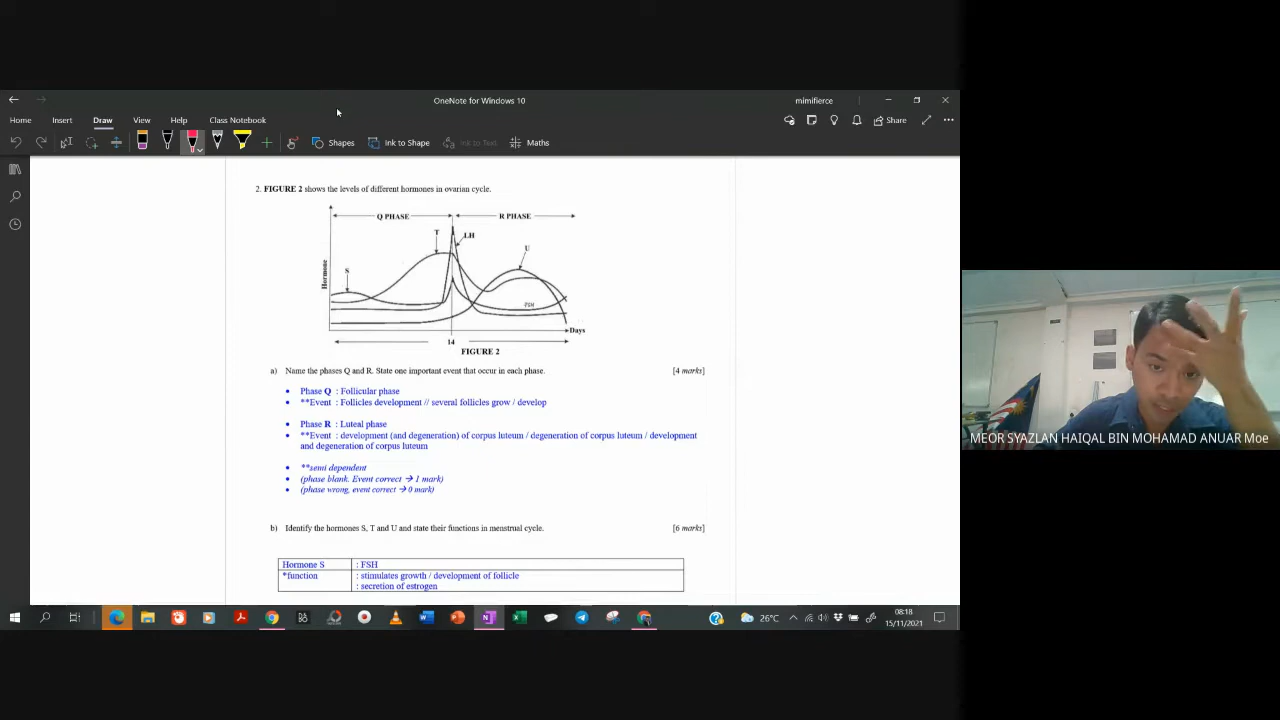 OneNote for Windows 10
mimifierce
Home
Insert
Draw
View
Help
Class Notebook
Share
Shapes
Ink to Shape
Ink to Text
Maths
2. FIGURE 2 shows the levels of different hormones in ovarian cycle.
Q PHASE
R PHASE
T
LH
U
S
Hormone
FSH
Days
14
FIGURE 2
a) Name the phases Q and R. State one important event that occur in each phase. [4 marks]
• Phase Q : Follicular phase
• **Event : Follicles development // several follicles grow / develop
• Phase R : Luteal phase
• **Event : development (and degeneration) of corpus luteum / degeneration of corpus luteum / development
and degeneration of corpus luteum
• **semi dependent
• (phase blank. Event correct → 1 mark)
• (phase wrong, event correct → 0 mark)
b) Identify the hormones S, T and U and state their functions in menstrual cycle. [6 marks]
Hormone S : FSH
*function : stimulates growth / development of follicle
: secretion of estrogen
MEOR SYAZLAN HAIQAL BIN MOHAMAD ANUAR Moe
26°C
08:18
15/11/2021